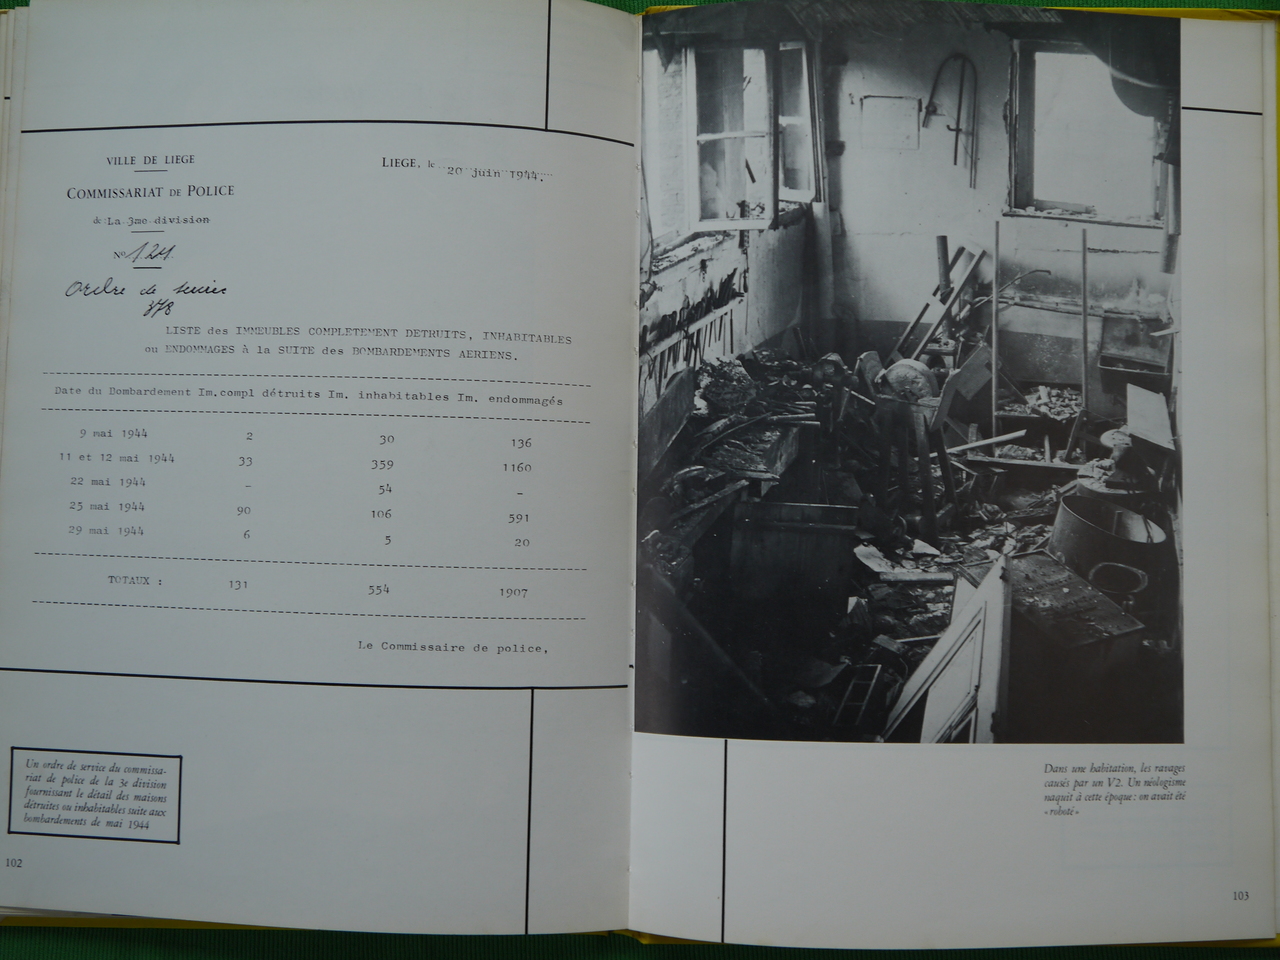 VILLE DE LIEGE
LIEGE, le 20 juin 1944.
COMMISSARIAT DE POLICE
de La 3me division
N° 124
Ordre de service
378
LISTE des IMMEUBLES COMPLETEMENT DETRUITS, INHABITABLES
ou ENDOMMAGES à la SUITE des BOMBARDEMENTS AERIENS.
Date du Bombardement Im.compl détruits Im. inhabitables Im. endommagés
9 mai 1944 2 30 136
11 et 12 mai 1944 33 359 1160
22 mai 1944 - 54 -
25 mai 1944 90 106 591
29 mai 1944 6 5 20
TOTAUX : 131 554 1907
Le Commissaire de police,
Un ordre de service du commissa-
riat de police de la 3e division
fournissant le détail des maisons
détruites ou inhabitables suite aux
bombardements de mai 1944
102
Dans une habitation, les ravages
causés par un V2. Un néologisme
naquit à cette époque : on avait été
« roboté »
103